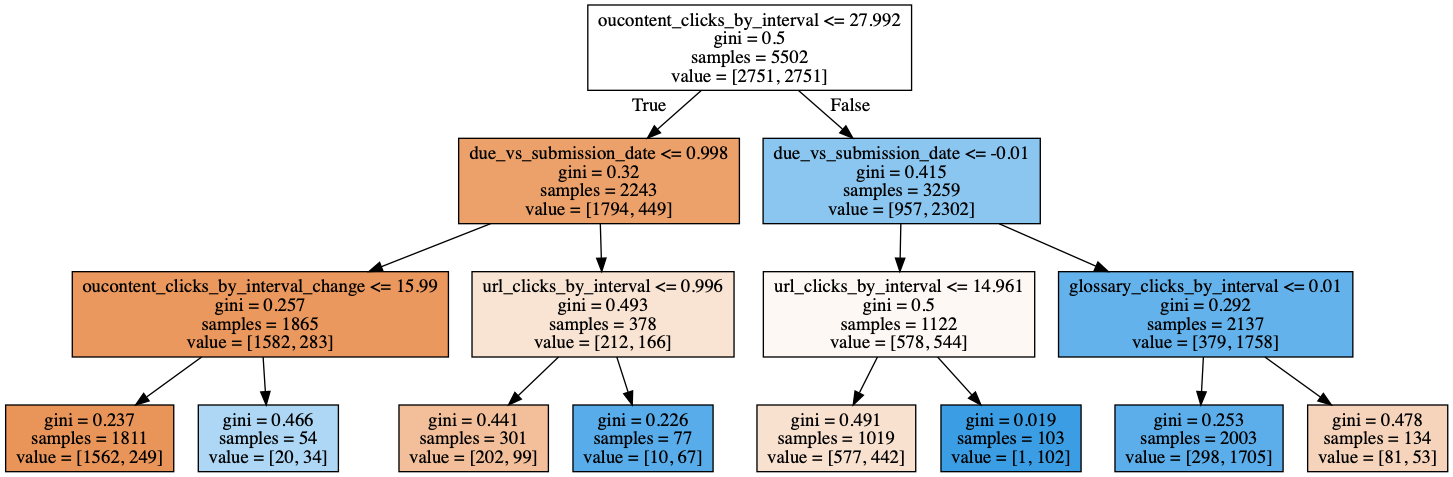 oucontent_clicks_by_interval <= 27.992
gini = 0.5
samples = 5502
value = [2751, 2751]
True
False
due_vs_submission_date <= 0.998
gini = 0.32
samples = 2243
value = [1794, 449]
due_vs_submission_date <= -0.01
gini = 0.415
samples = 3259
value = [957, 2302]
oucontent_clicks_by_interval_change <= 15.99
gini = 0.257
samples = 1865
value = [1582, 283]
url_clicks_by_interval <= 0.996
gini = 0.493
samples = 378
value = [212, 166]
url_clicks_by_interval <= 14.961
gini = 0.5
samples = 1122
value = [578, 544]
glossary_clicks_by_interval <= 0.01
gini = 0.292
samples = 2137
value = [379, 1758]
gini = 0.237
samples = 1811
value = [1562, 249]
gini = 0.466
samples = 54
value = [20, 34]
gini = 0.441
samples = 301
value = [202, 99]
gini = 0.226
samples = 77
value = [10, 67]
gini = 0.491
samples = 1019
value = [577, 442]
gini = 0.019
samples = 103
value = [1, 102]
gini = 0.253
samples = 2003
value = [298, 1705]
gini = 0.478
samples = 134
value = [81, 53]